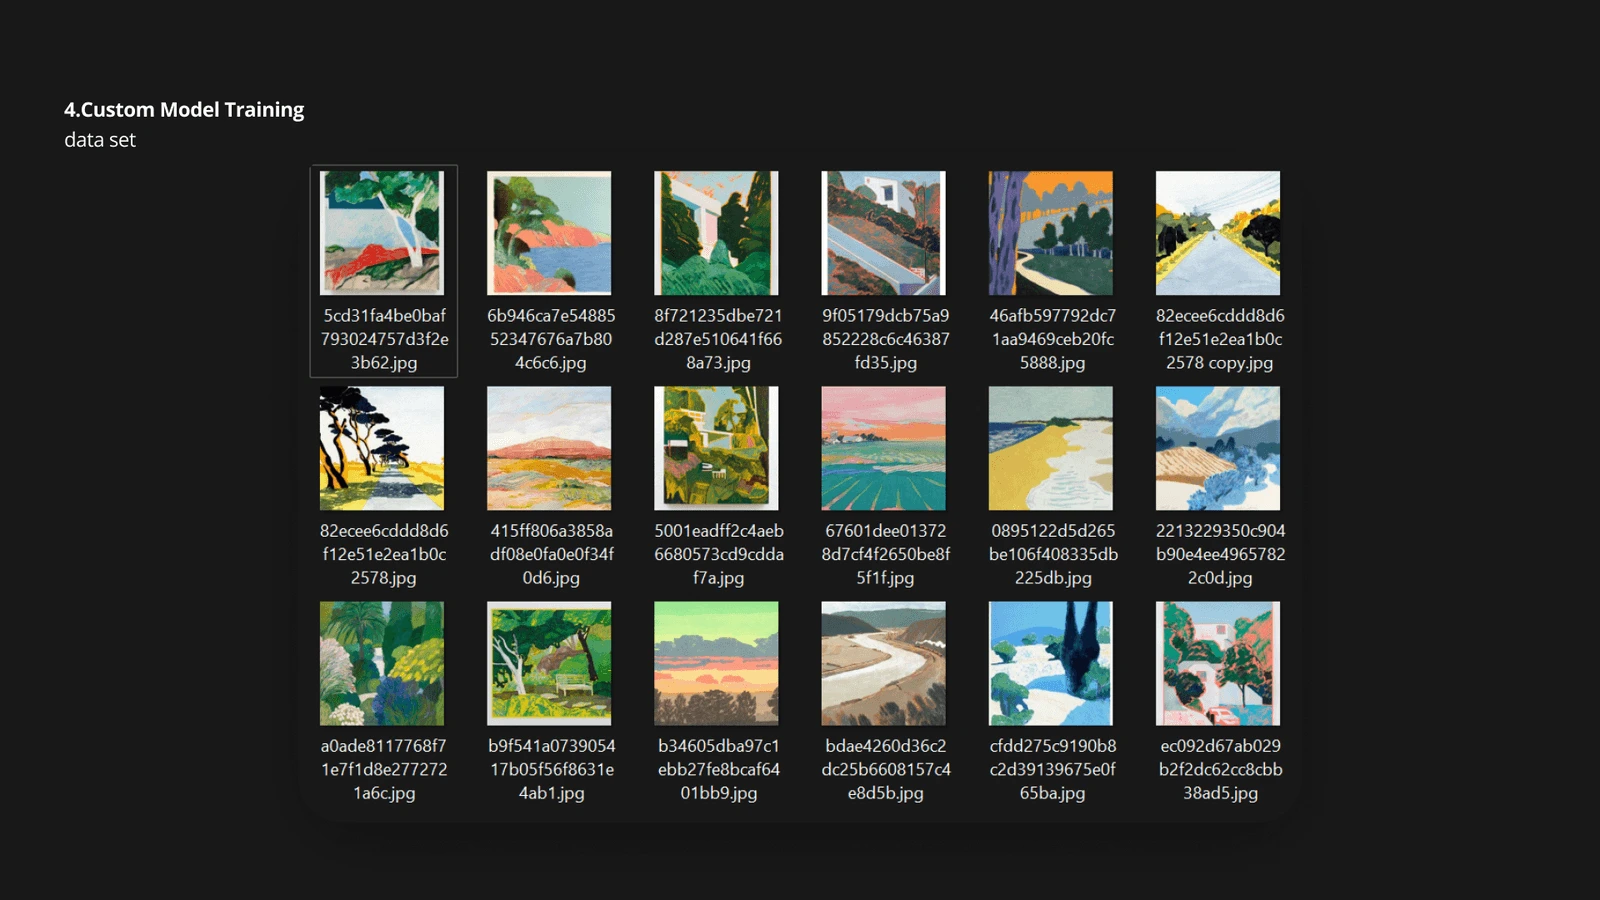 4.Custom Model Training
data set
5cd31fa4be0baf
793024757d3f2e
3b62.jpg
6b946ca7e54885
52347676a7b80
4c6c6.jpg
8f721235dbe721
d287e510641f66
8a73.jpg
9f05179dcb75a9
852228c6c46387
fd35.jpg
46afb597792dc7
1aa9469ceb20fc
5888.jpg
82ecee6cddd8d6
f12e51e2ea1b0c
2578 copy.jpg
82ecee6cddd8d6
f12e51e2ea1b0c
2578.jpg
415ff806a3858a
df08e0fa0e0f34f
0d6.jpg
5001eadff2c4aeb
6680573cd9cdda
f7a.jpg
67601dee01372
8d7cf4f2650be8f
5f1f.jpg
0895122d5d265
be106f408335db
225db.jpg
2213229350c904
b90e4ee4965782
2c0d.jpg
a0ade8117768f7
1e7f1d8e277272
1a6c.jpg
b9f541a0739054
17b05f56f8631e
4ab1.jpg
b34605dba97c1
ebb27fe8bcaf64
01bb9.jpg
bdae4260d36c2
dc25b6608157c4
e8d5b.jpg
cfdd275c9190b8
c2d39139675e0f
65ba.jpg
ec092d67ab029
b2f2dc62cc8cbb
38ad5.jpg